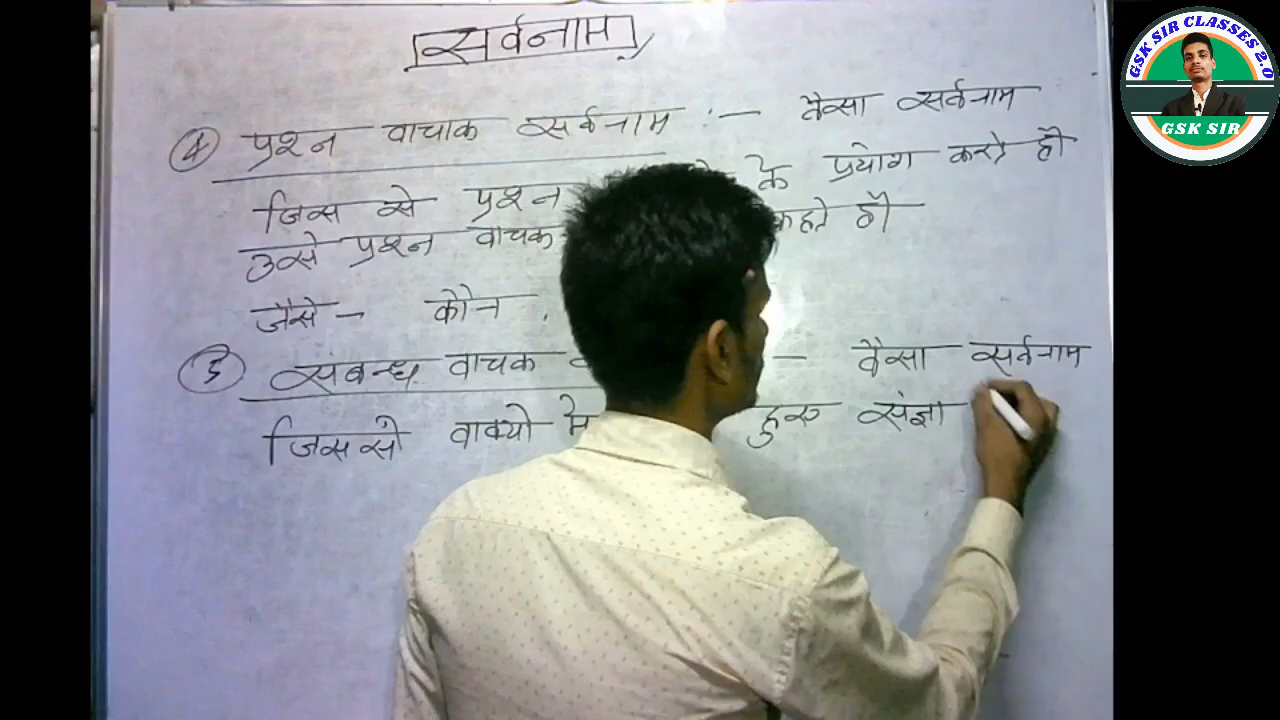 सर्वनाम
④ प्रश्न वाचाक सर्वनाम :- वैसा सर्वनाम
जिस से प्रश्न के प्रयोग करते है
उसे प्रश्न वाचक कहते है
जैसे - कौन .
⑤ संबन्ध वाचक - वैसा सर्वनाम
जिससे वाक्यो मे हुए संज्ञा
GSK SIR CLASSES 2.0
GSK SIR